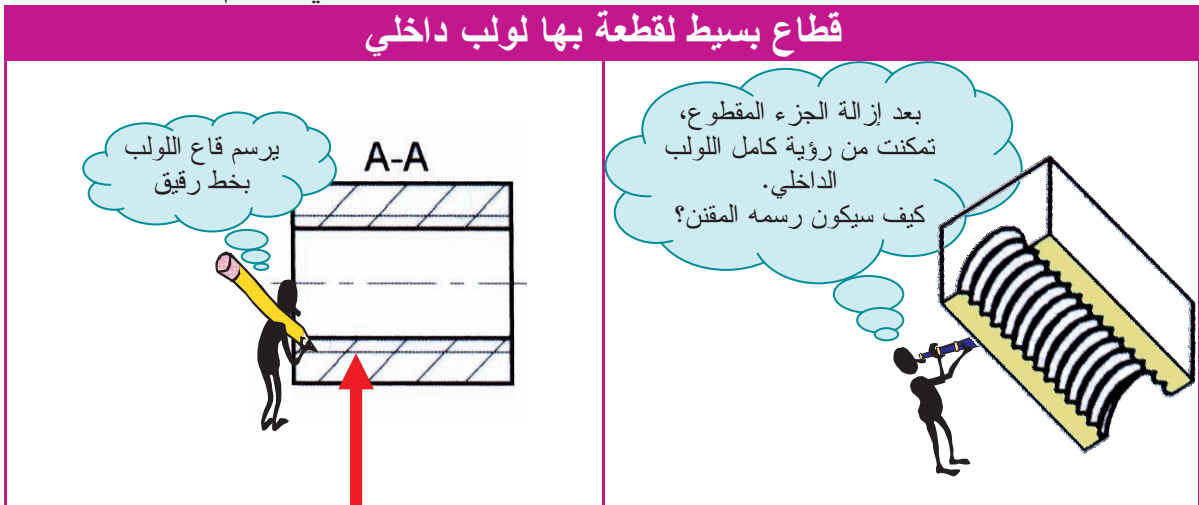 قطاع بسيط لقطعة بها لولب داخلي
بعد إزالة الجزء المقطوع،
تمكنت من رؤية كامل اللولب
الداخلي.
كيف سيكون رسمه المقنن؟
يرسم قاع اللولب
بخط رقيق
A-A